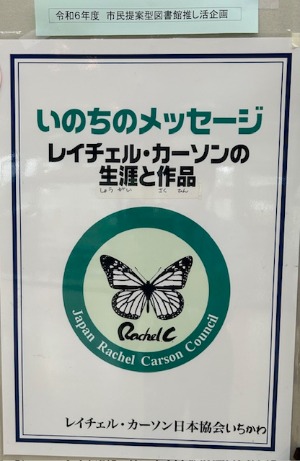 令和6年度 市民提案型図書館推し活企画
いのちのメッセージ
レイチェル・カーソンの
生涯と作品
しょうがい さくひん
Rachel C
Japan Rachel Carson Council
レイチェル・カーソン日本協会いちかわ